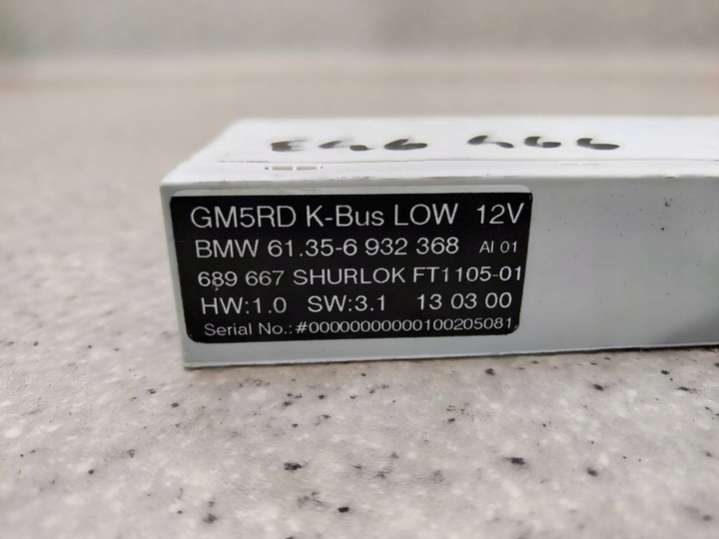 E46 466
GM5RD K-Bus LOW 12V
BMW 61.35-6 932 368 AI 01
689 667 SHURLOK FT1105-01
HW:1.0 SW:3.1 13 03 00
Serial No.: #00000000000100205081